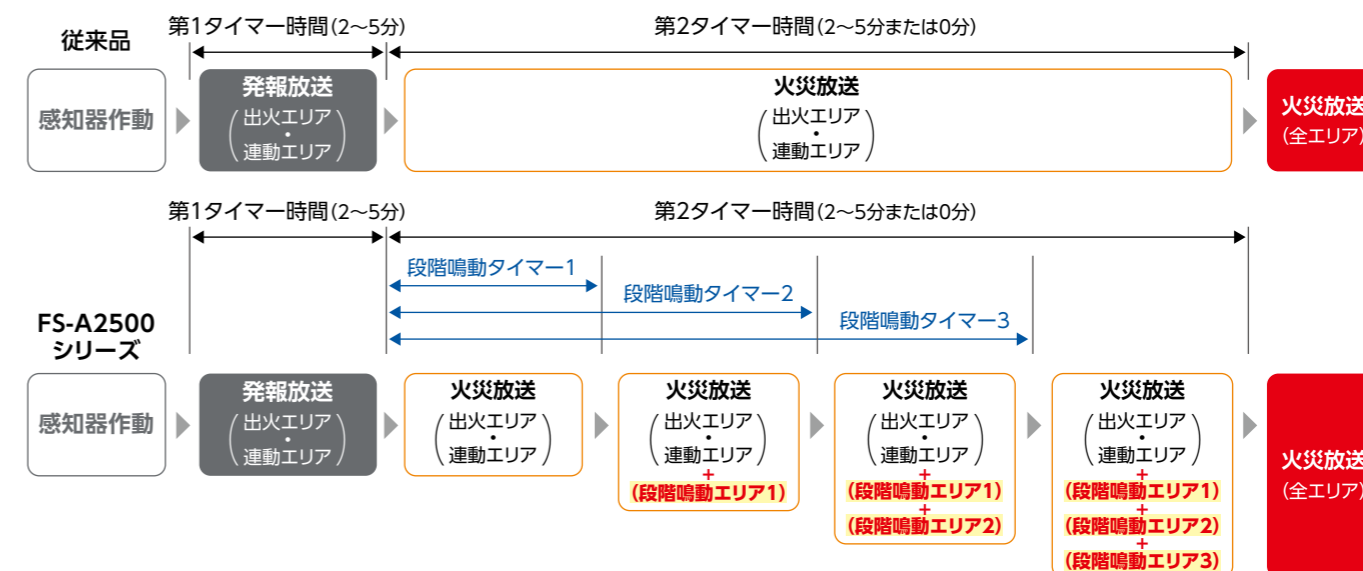 従来品
第1タイマー時間(2〜5分)
第2タイマー時間(2〜5分または0分)
感知器作動
発報放送
(出火エリア
・
連動エリア)
火災放送
(出火エリア
・
連動エリア)
火災放送
(全エリア)
第1タイマー時間(2〜5分)
第2タイマー時間(2〜5分または0分)
段階鳴動タイマー1
段階鳴動タイマー2
段階鳴動タイマー3
FS-A2500
シリーズ
感知器作動
発報放送
(出火エリア
・
連動エリア)
火災放送
(出火エリア
・
連動エリア)
火災放送
(出火エリア
・
連動エリア)
+
(段階鳴動エリア1)
火災放送
(出火エリア
・
連動エリア)
+
(段階鳴動エリア1)
+
(段階鳴動エリア2)
火災放送
(出火エリア
・
連動エリア)
+
(段階鳴動エリア1)
+
(段階鳴動エリア2)
+
(段階鳴動エリア3)
火災放送
(全エリア)